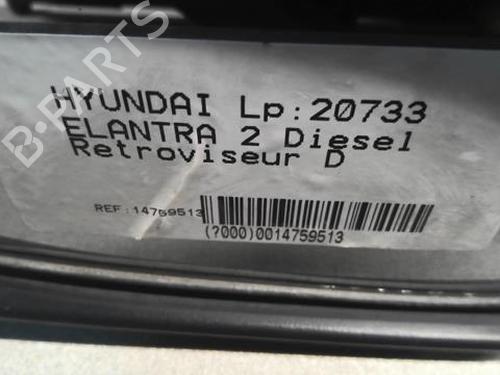 B-PARTS
HYUNDAI Lp:20733
ELANTRA 2 Diesel
Retroviseur D
REF:14759513
(?000)0014759513